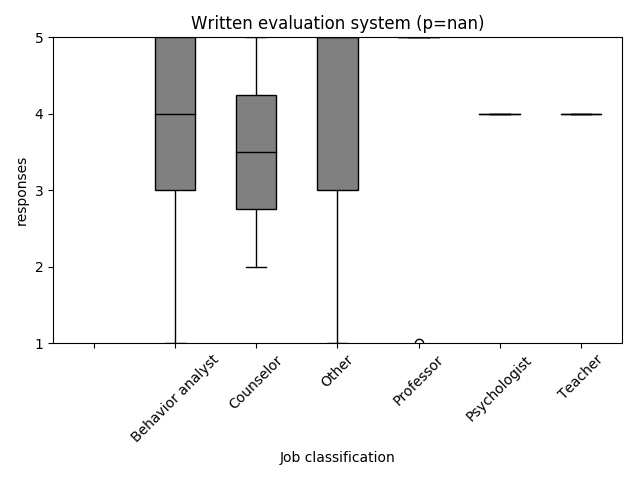 Written evaluation system (p=nan)
responses
5
4
3
2
1
Behavior analyst
Counselor
Other
Professor
Psychologist
Teacher
Job classification